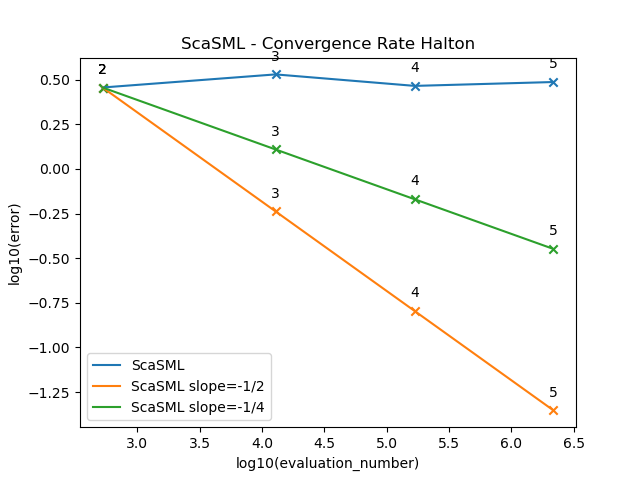 ScaSML - Convergence Rate Halton
2
3
4
5
3
4
5
3
4
5
0.50
0.25
0.00
−0.25
−0.50
−0.75
−1.00
−1.25
log10(error)
ScaSML
ScaSML slope=-1/2
ScaSML slope=-1/4
3.0 3.5 4.0 4.5 5.0 5.5 6.0 6.5
log10(evaluation_number)